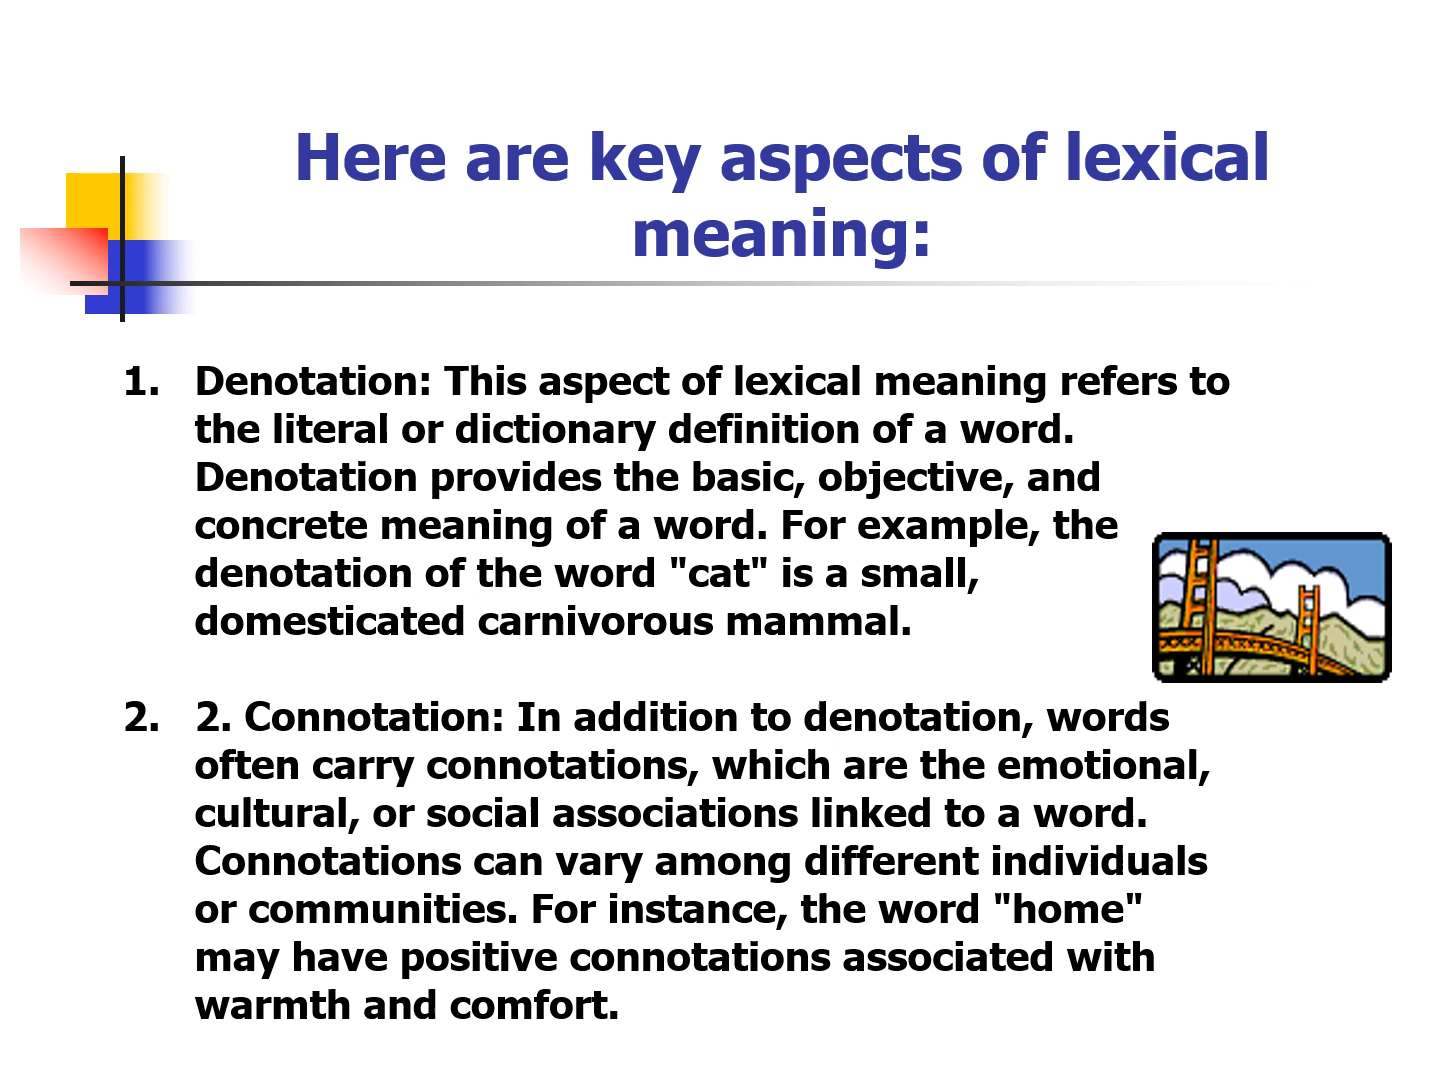 Here are key aspects of lexical
meaning:
1. Denotation: This aspect of lexical meaning refers to
the literal or dictionary definition of a word.
Denotation provides the basic, objective, and
concrete meaning of a word. For example, the
denotation of the word "cat" is a small,
domesticated carnivorous mammal.
2. 2. Connotation: In addition to denotation, words
often carry connotations, which are the emotional,
cultural, or social associations linked to a word.
Connotations can vary among different individuals
or communities. For instance, the word "home"
may have positive connotations associated with
warmth and comfort.